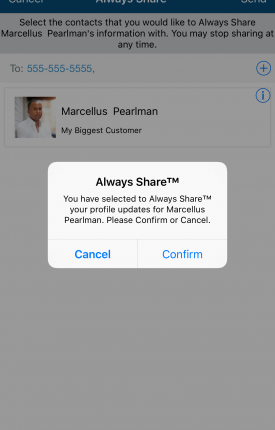 Cancel Always Share Send
Select the contacts that you would like to Always Share
Marcellus Pearlman's information with. You may stop sharing at
any time.
To: 555-555-5555,
Marcellus Pearlman
My Biggest Customer
Always Share™
You have selected to Always Share™
your profile updates for Marcellus
Pearlman. Please Confirm or Cancel.
Cancel Confirm